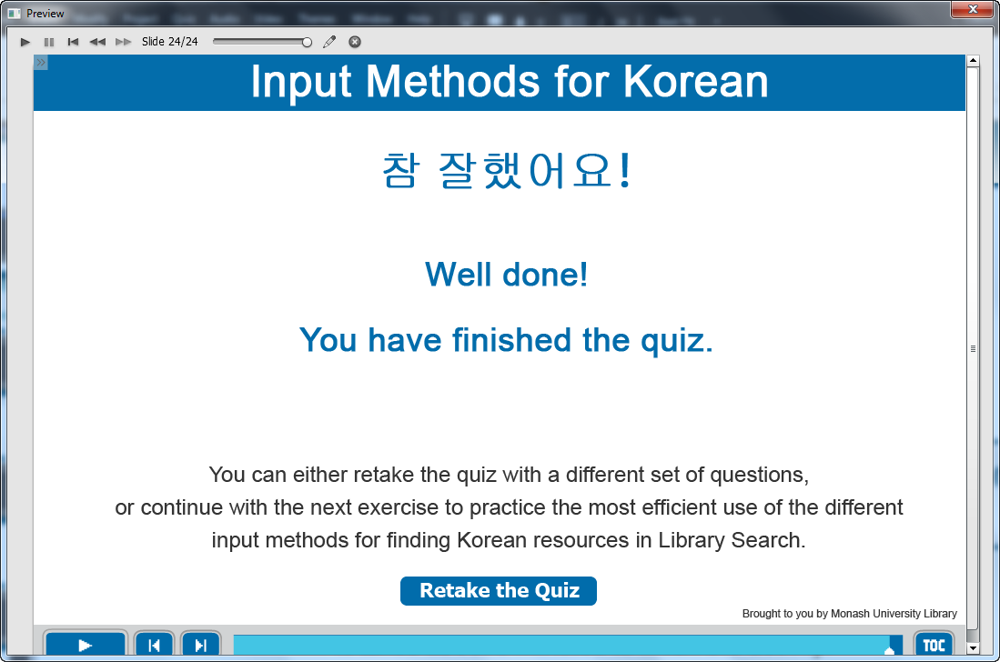 Preview
Slide 24/24
Input Methods for Korean
참 잘했어요!
Well done!
You have finished the quiz.
You can either retake the quiz with a different set of questions,
or continue with the next exercise to practice the most efficient use of the different
input methods for finding Korean resources in Library Search.
Retake the Quiz
Brought to you by Monash University Library
TOC